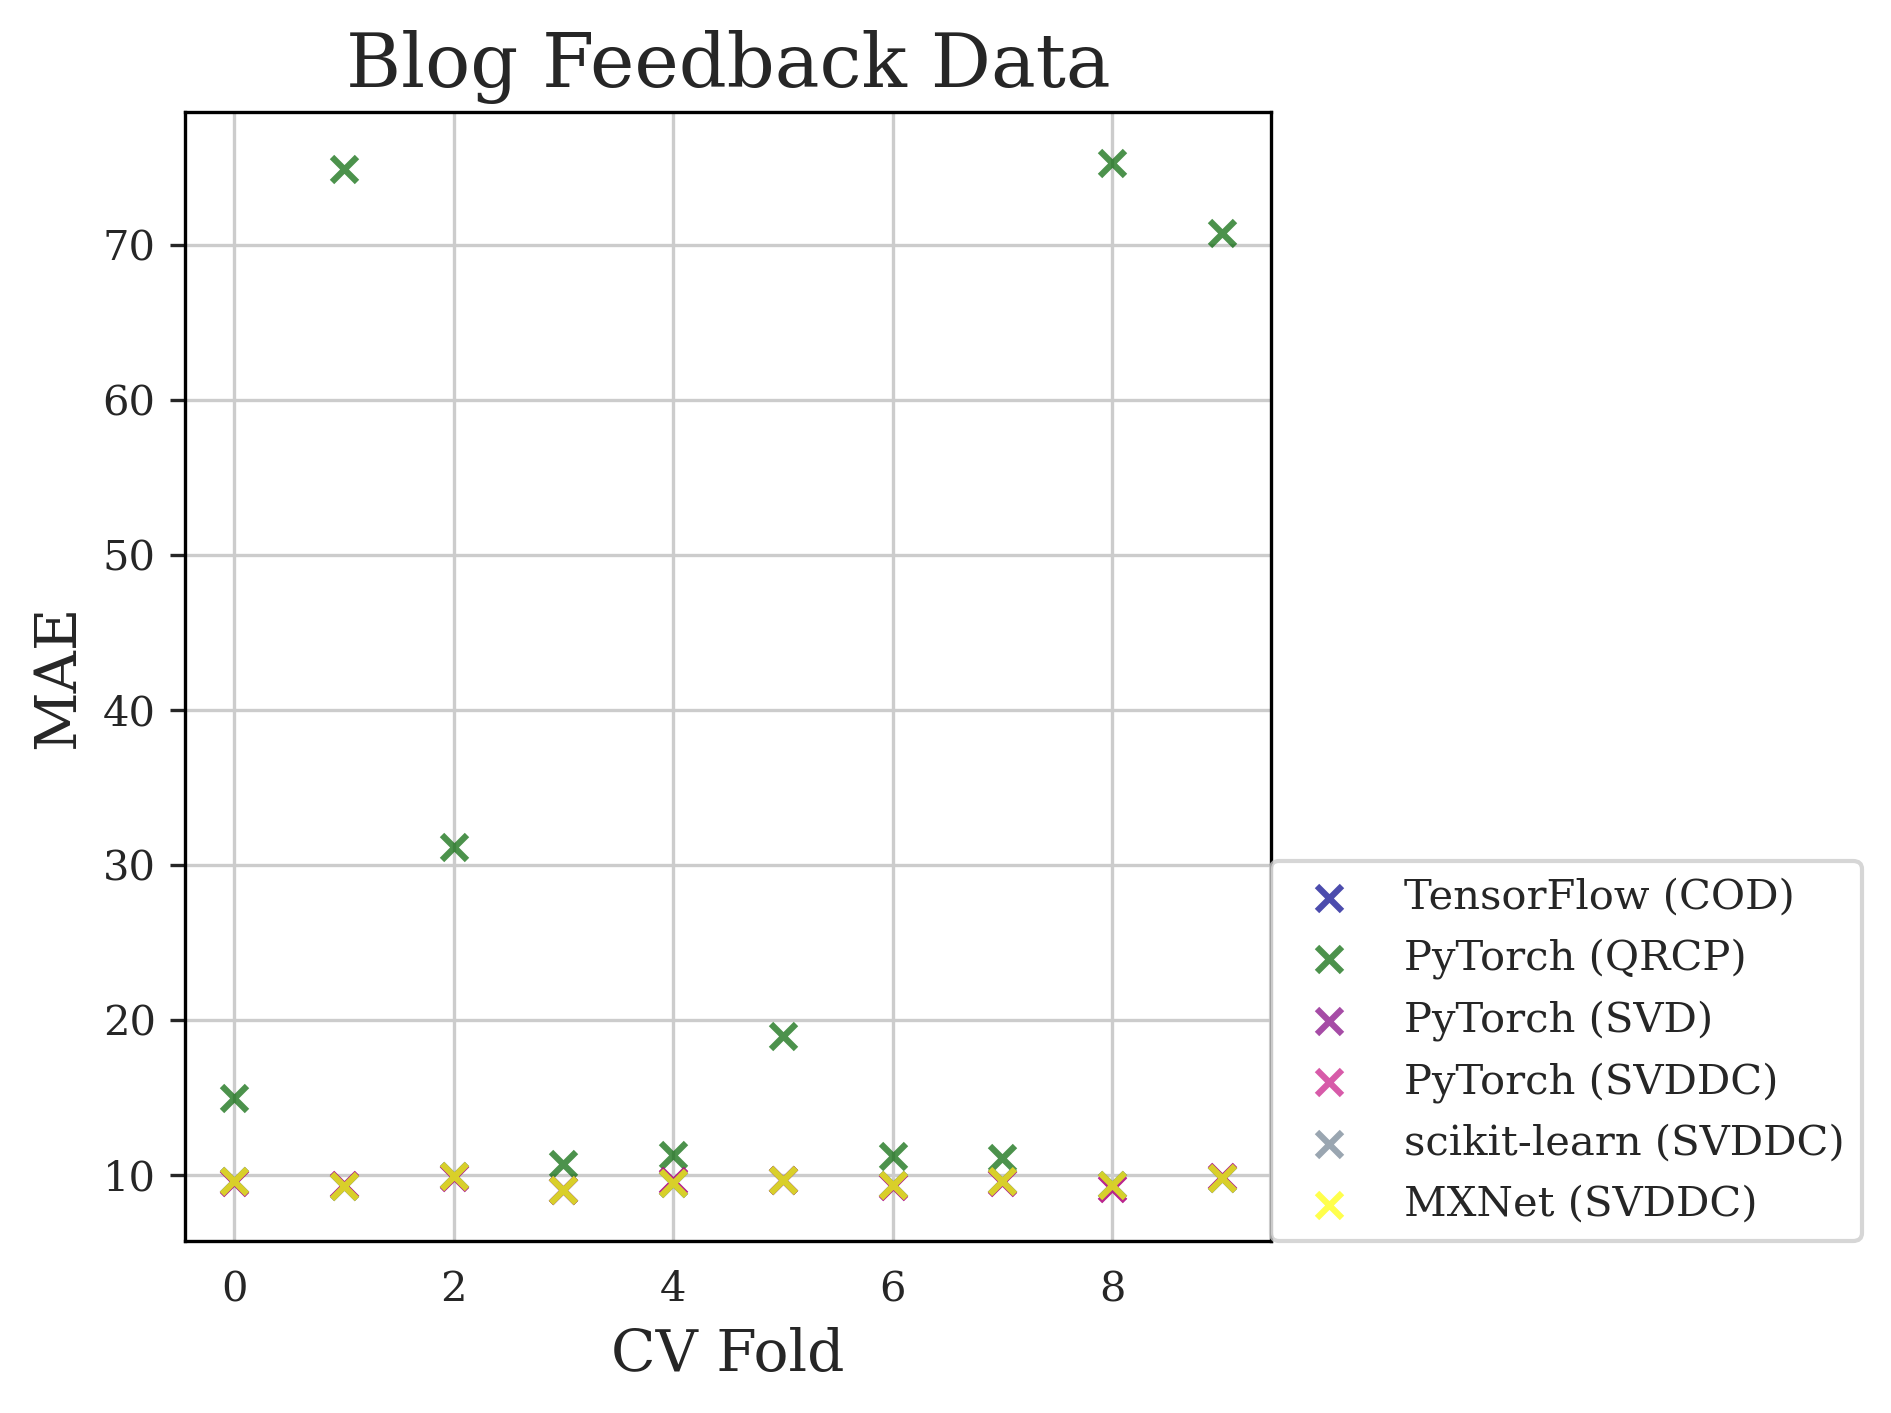 Blog Feedback Data
MAE
70
60
50
40
30
20
10
0 2 4 6 8
CV Fold
TensorFlow (COD)
PyTorch (QRCP)
PyTorch (SVD)
PyTorch (SVDDC)
scikit-learn (SVDDC)
MXNet (SVDDC)